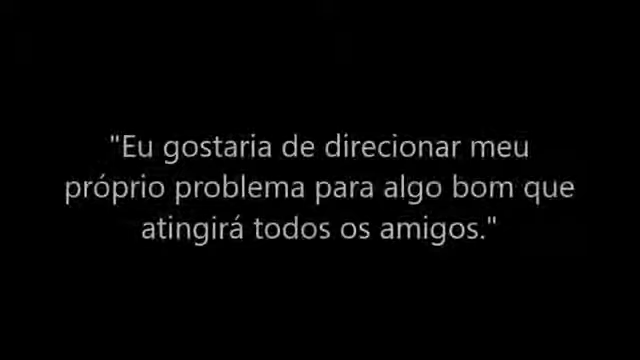 "Eu gostaria de direcionar meu
próprio problema para algo bom que
atingirá todos os amigos."